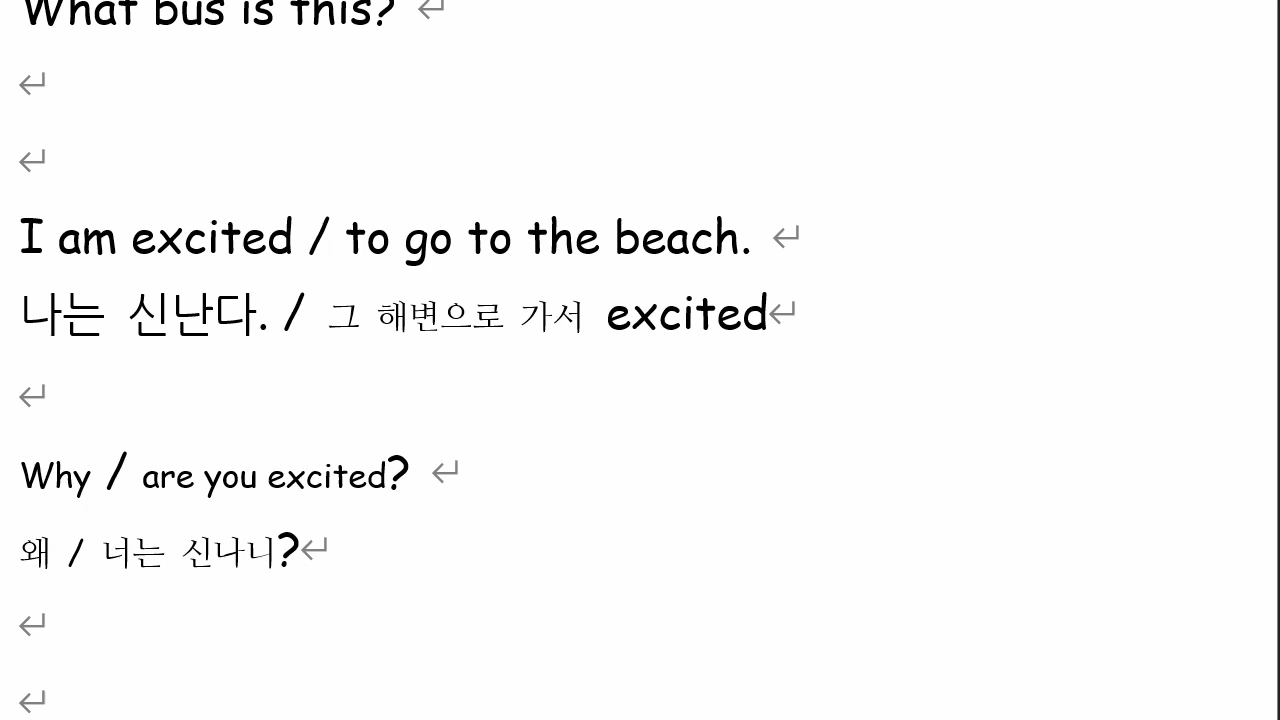 What bus is this?
I am excited / to go to the beach.
나는 신난다. / 그 해변으로 가서 excited
Why / are you excited?
왜 / 너는 신나니?